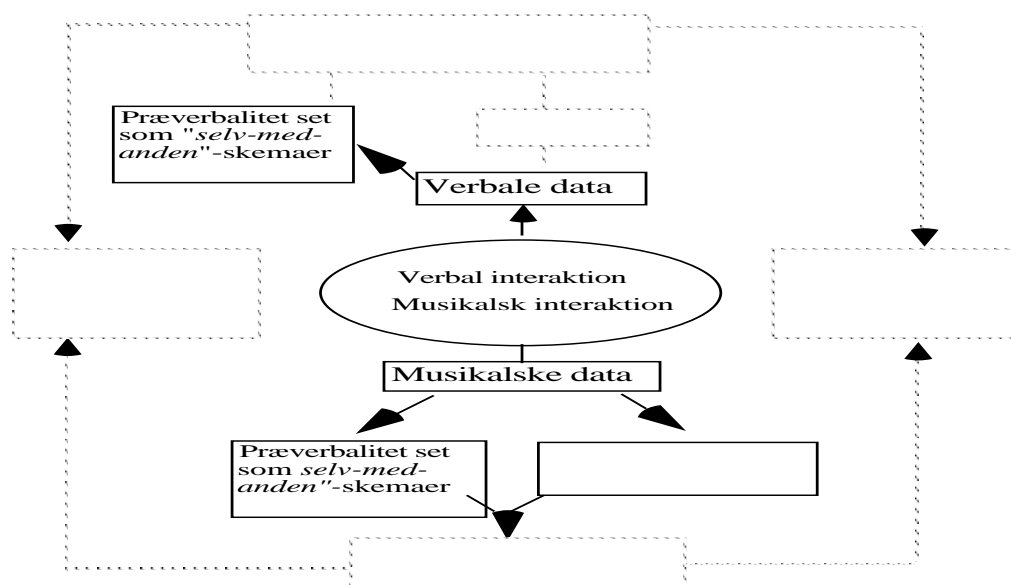 Præverbalitet set
som "selv-med-
anden"-skemaer
Verbale data
Verbal interaktion
Musikalsk interaktion
Musikalske data
Præverbalitet set
som selv-med-
anden"-skemaer